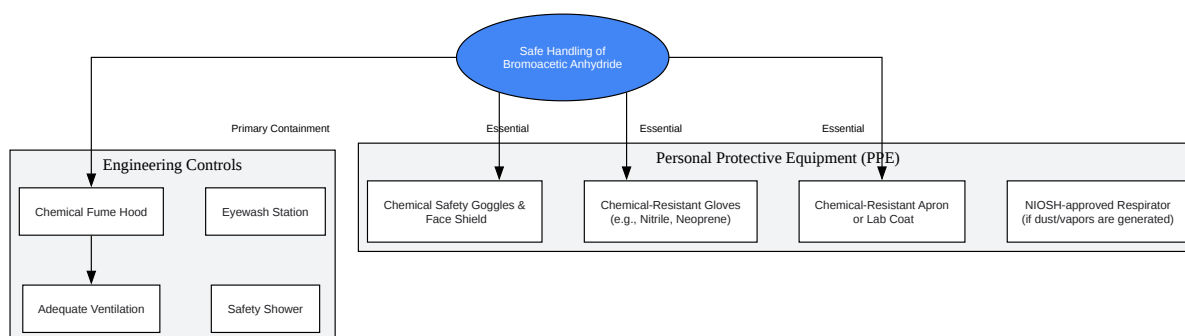 Safe Handling of
Bromoacetic Anhydride
Primary Containment
Essential
Essential
Essential
Engineering Controls
Personal Protective Equipment (PPE)
Chemical Fume Hood
Eyewash Station
Chemical Safety Goggles &
Face Shield
Chemical-Resistant Gloves
(e.g., Nitrile, Neoprene)
Chemical-Resistant Apron
or Lab Coat
NIOSH-approved Respirator
(if dust/vapors are generated)
Adequate Ventilation
Safety Shower